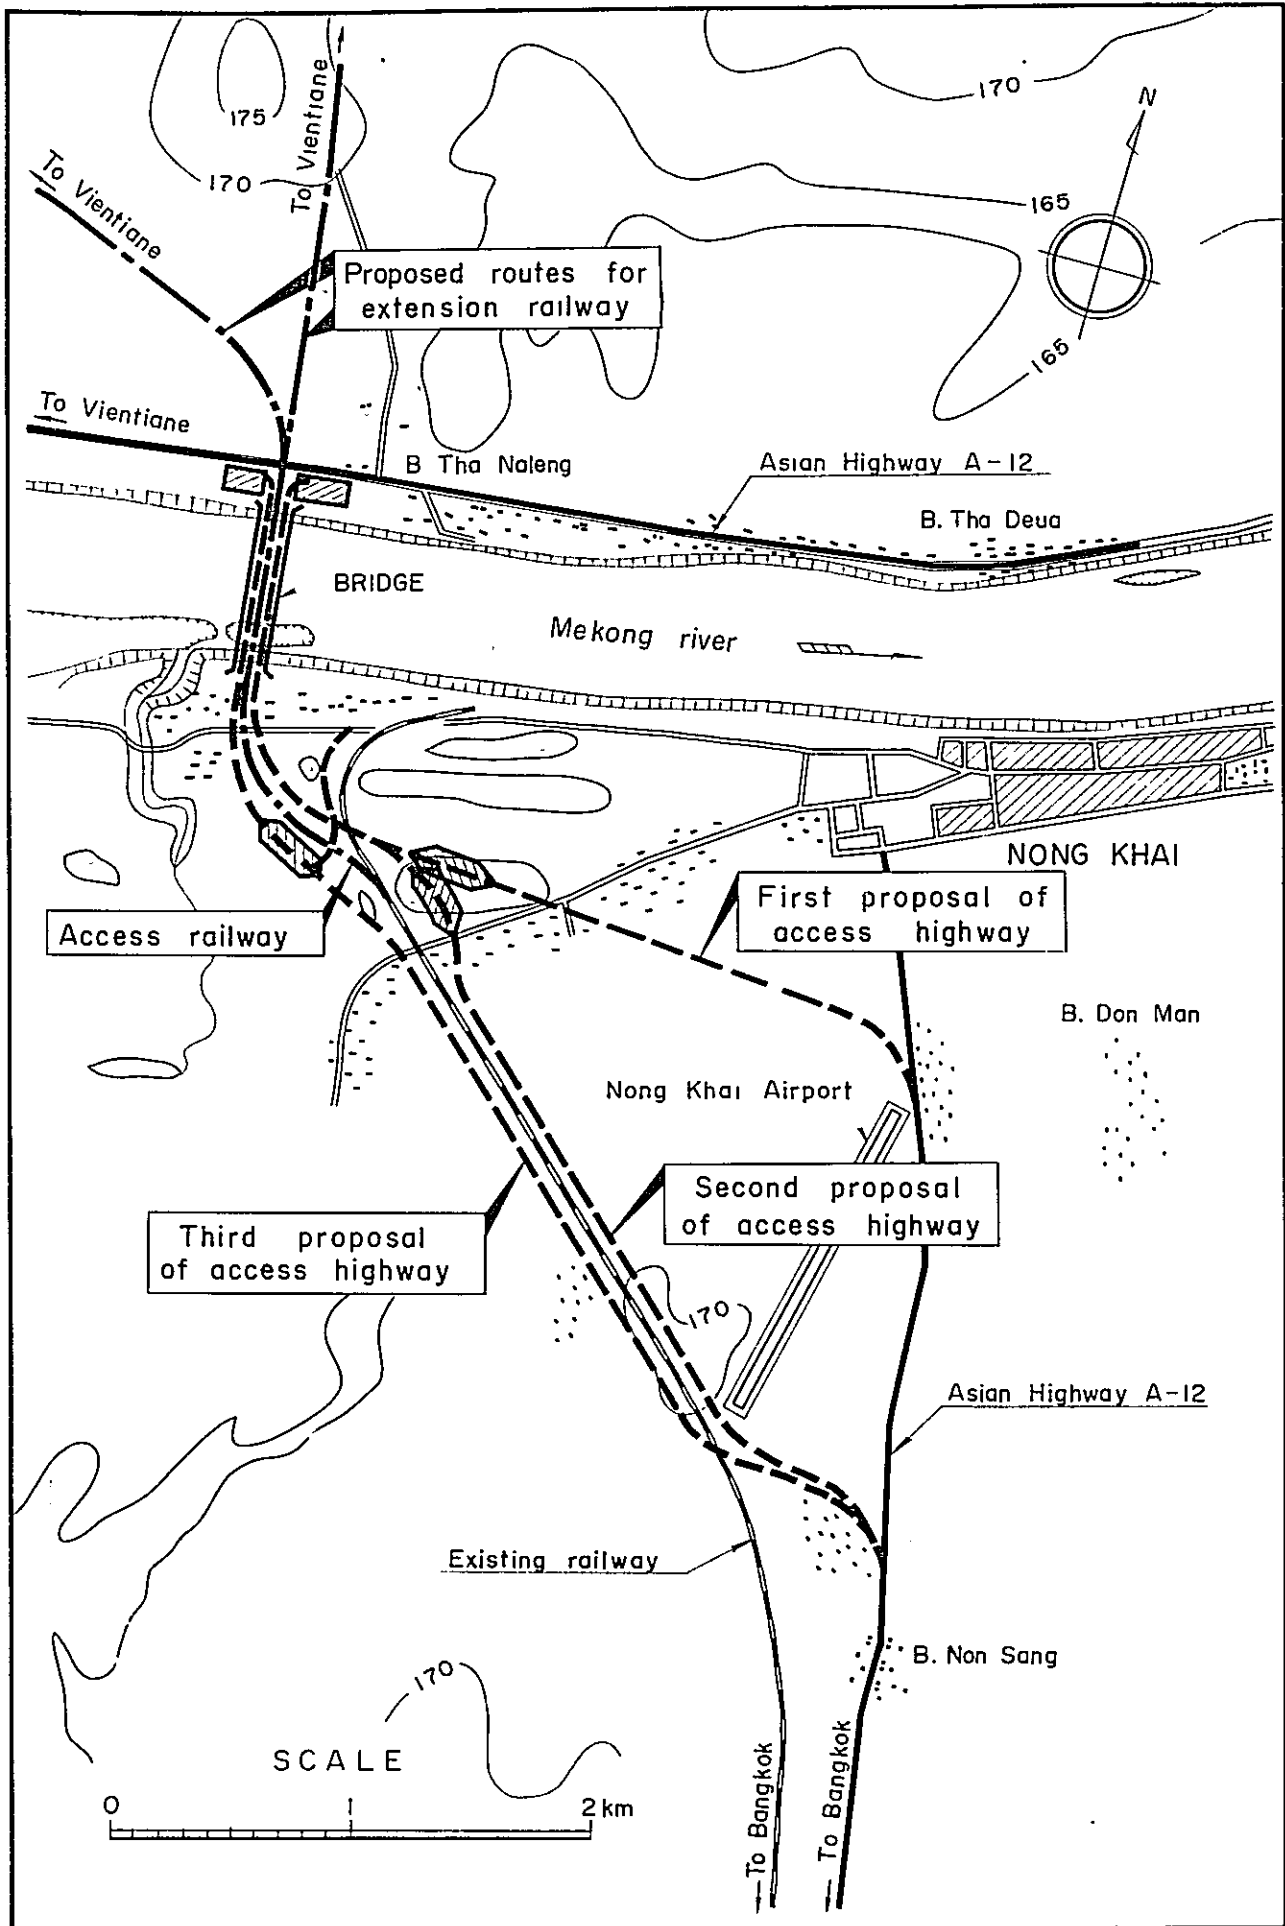 N
170
175
To Vientiane
170
To Vientiane
165
Proposed routes for
extension railway
165
To Vientiane
B Tha Naleng
Asian Highway A-12
B. Tha Deua
BRIDGE
Mekong river
NONG KHAI
First proposal of
access highway
Access railway
B. Don Man
Nong Khai Airport
Second proposal
of access highway
Third proposal
of access highway
170
Asian Highway A-12
Existing railway
B. Non Sang
170
SCALE
0 1 2 km
To Bangkok
To Bangkok